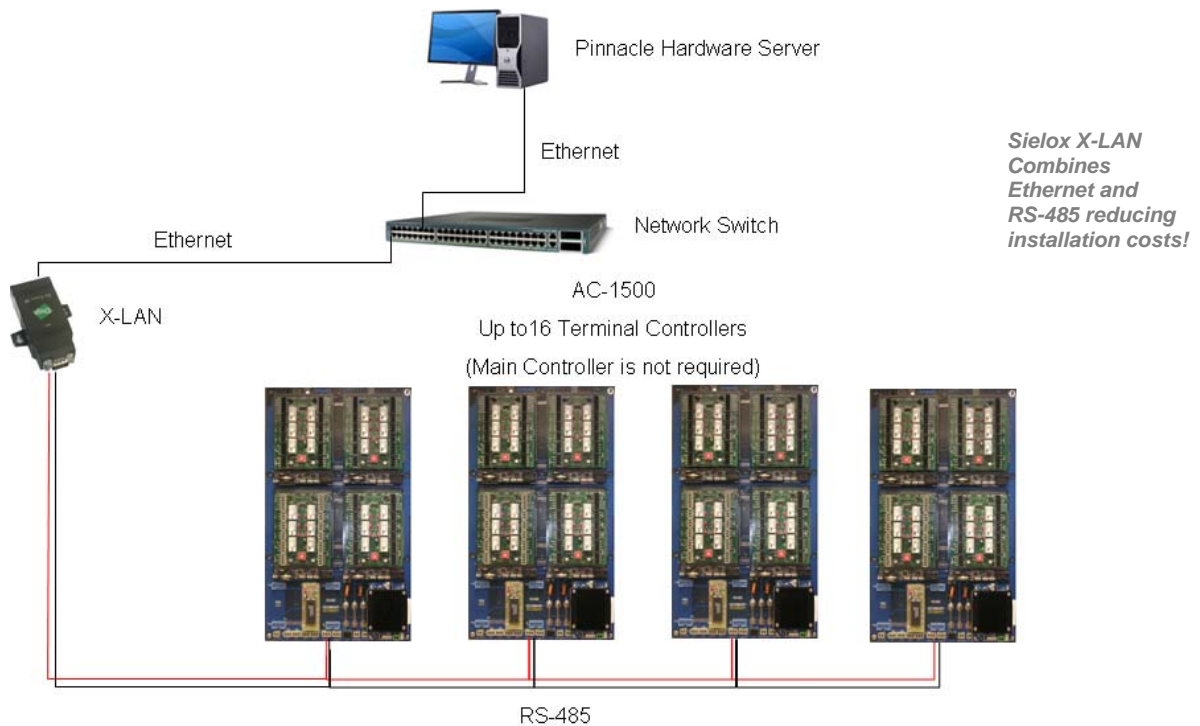 Pinnacle Hardware Server
Ethernet
Sielox X-LAN
Combines
Ethernet and
RS-485 reducing
installation costs!
Network Switch
Ethernet
X-LAN
AC-1500
Up to16 Terminal Controllers
(Main Controller is not required)
RS-485